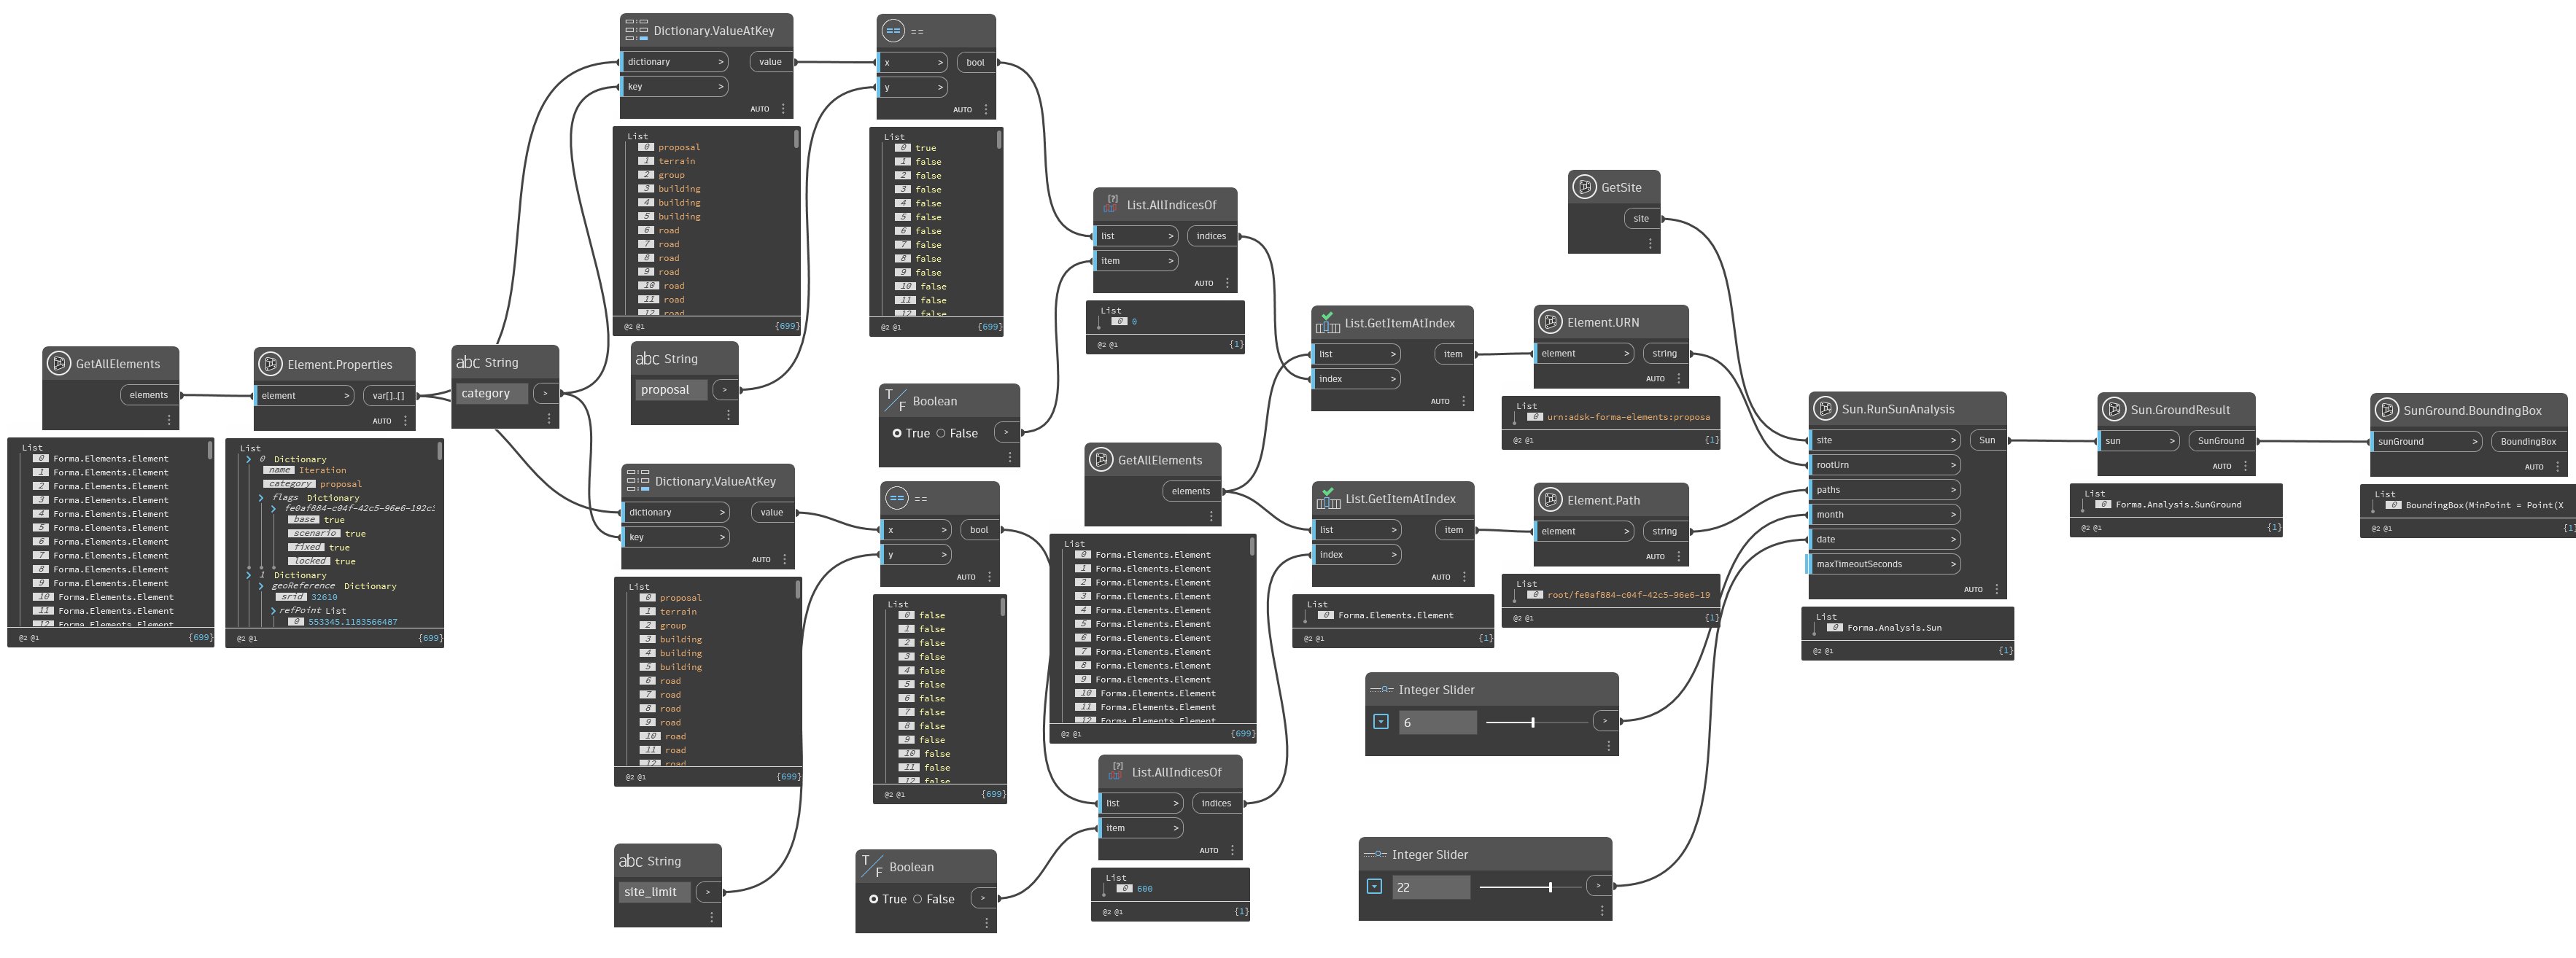 GetAllElements
elements
List
0 Forma.Elements.Element
1 Forma.Elements.Element
2 Forma.Elements.Element
3 Forma.Elements.Element
4 Forma.Elements.Element
5 Forma.Elements.Element
6 Forma.Elements.Element
7 Forma.Elements.Element
8 Forma.Elements.Element
9 Forma.Elements.Element
10 Forma.Elements.Element
11 Forma.Elements.Element
12 Forma.Elements.Element
@2 @1 {699}
Element.Properties
element > var[]..[]
AUTO
List
0 Dictionary
name Iteration
category proposal
flags Dictionary
fe0af884-c04f-42c5-96e6-192c3
base true
scenario true
fixed true
locked true
1 Dictionary
geoReference Dictionary
srid 32610
refPoint List
0 553345.1183566487
@2 @1 {699}
abc String
category >
Dictionary.ValueAtKey
dictionary > value
key >
AUTO
List
0 proposal
1 terrain
2 group
3 building
4 building
5 building
6 road
7 road
8 road
9 road
10 road
11 road
12 road
@2 @1 {699}
abc String
proposal >
Dictionary.ValueAtKey
dictionary > value
key >
AUTO
List
0 proposal
1 terrain
2 group
3 building
4 building
5 building
6 road
7 road
8 road
9 road
10 road
11 road
12 road
@2 @1 {699}
abc String
site_limit >
== ==
x > bool
y >
AUTO
List
0 true
1 false
2 false
3 false
4 false
5 false
6 false
7 false
8 false
9 false
10 false
11 false
12 false
@2 @1 {699}
T/F Boolean
True False >
== ==
x > bool
y >
AUTO
List
0 false
1 false
2 false
3 false
4 false
5 false
6 false
7 false
8 false
9 false
10 false
11 false
12 false
@2 @1 {699}
T/F Boolean
True False >
[?] List.AllIndicesOf
list > indices
item >
AUTO
List
0 0
@2 @1 {1}
GetAllElements
elements
List
0 Forma.Elements.Element
1 Forma.Elements.Element
2 Forma.Elements.Element
3 Forma.Elements.Element
4 Forma.Elements.Element
5 Forma.Elements.Element
6 Forma.Elements.Element
7 Forma.Elements.Element
8 Forma.Elements.Element
9 Forma.Elements.Element
10 Forma.Elements.Element
11 Forma.Elements.Element
12 Forma.Elements.Element
@2 @1 {699}
[?] List.AllIndicesOf
list > indices
item >
AUTO
List
0 600
@2 @1 {1}
List.GetItemAtIndex
list > item
index >
AUTO
List.GetItemAtIndex
list > item
index >
AUTO
List
0 Forma.Elements.Element
@2 @1 {1}
Integer Slider
6 >
Integer Slider
22 >
GetSite
site
Element.URN
element > string
AUTO
List
0 urn:adsk-forma-elements:proposa
@2 @1 {1}
Element.Path
element > string
AUTO
List
0 root/fe0af884-c04f-42c5-96e6-19
@2 @1 {1}
Sun.RunSunAnalysis
site > Sun
rootUrn >
paths >
month >
date >
maxTimeoutSeconds >
AUTO
List
0 Forma.Analysis.Sun
@2 @1 {1}
Sun.GroundResult
sun > SunGround
AUTO
List
0 Forma.Analysis.SunGround
@2 @1 {1}
SunGround.BoundingBox
sunGround > BoundingBox
AUTO
List
0 BoundingBox(MinPoint = Point(X
@2 @1 {1}